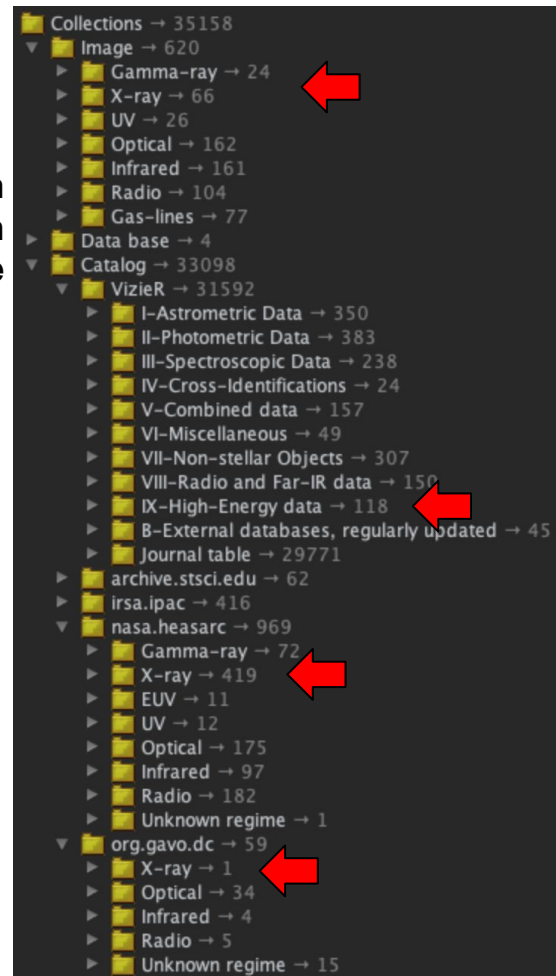 Collections → 35158
Image → 620
Gamma-ray → 24
X-ray → 66
UV → 26
Optical → 162
Infrared → 161
Radio → 104
Gas-lines → 77
Data base → 4
Catalog → 33098
VizieR → 31592
I-Astrometric Data → 350
II-Photometric Data → 383
III-Spectroscopic Data → 238
IV-Cross-Identifications → 24
V-Combined data → 157
VI-Miscellaneous → 49
VII-Non-stellar Objects → 307
VIII-Radio and Far-IR data → 150
IX-High-Energy data → 118
B-External databases, regularly updated → 45
Journal table → 29771
archive.stsci.edu → 62
irsa.ipac → 416
nasa.heasarc → 969
Gamma-ray → 72
X-ray → 419
EUV → 11
UV → 12
Optical → 175
Infrared → 97
Radio → 182
Unknown regime → 1
org.gavo.dc → 59
X-ray → 1
Optical → 34
Infrared → 4
Radio → 5
Unknown regime → 15